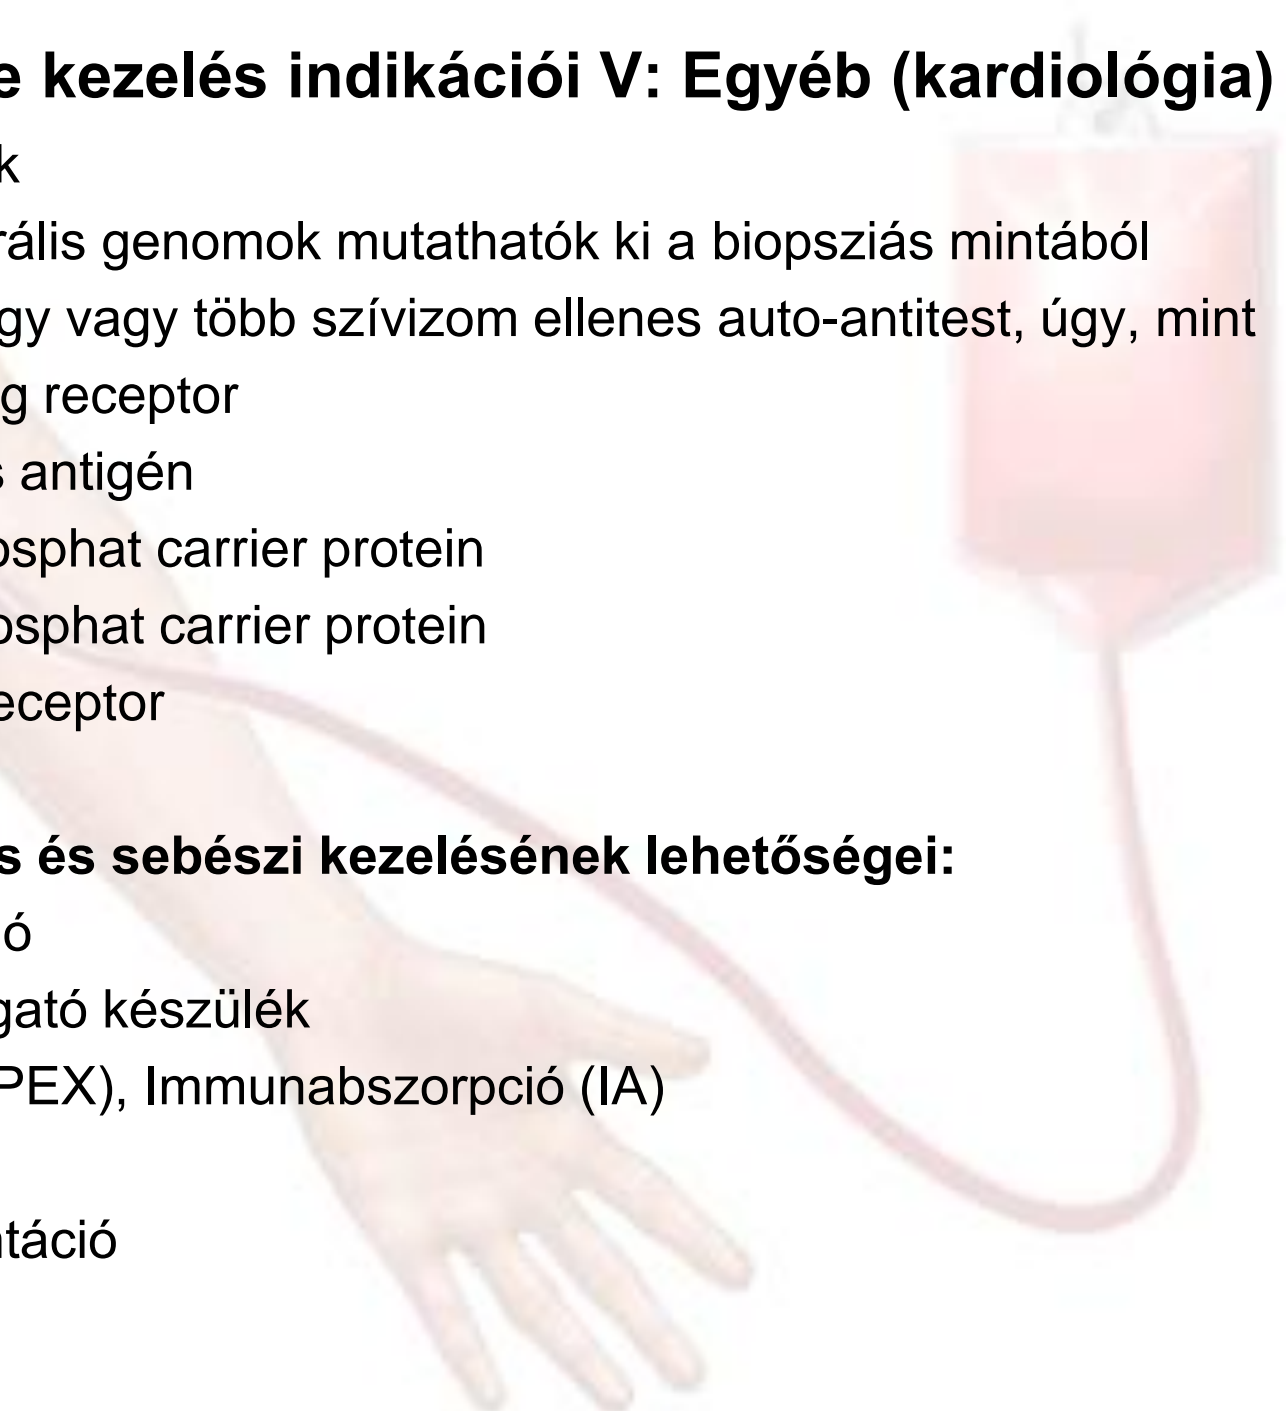 e kezelés indikációi V: Egyéb (kardiológia)
k
rális genomok mutathatók ki a biopsziás mintából
gy vagy több szívizom ellenes auto-antitest, úgy, mint
g receptor
s antigén
osphat carrier protein
osphat carrier protein
eceptor
s és sebészi kezelésének lehetőségei:
ó
gató készülék
PEX), Immunabszorpció (IA)
ntáció